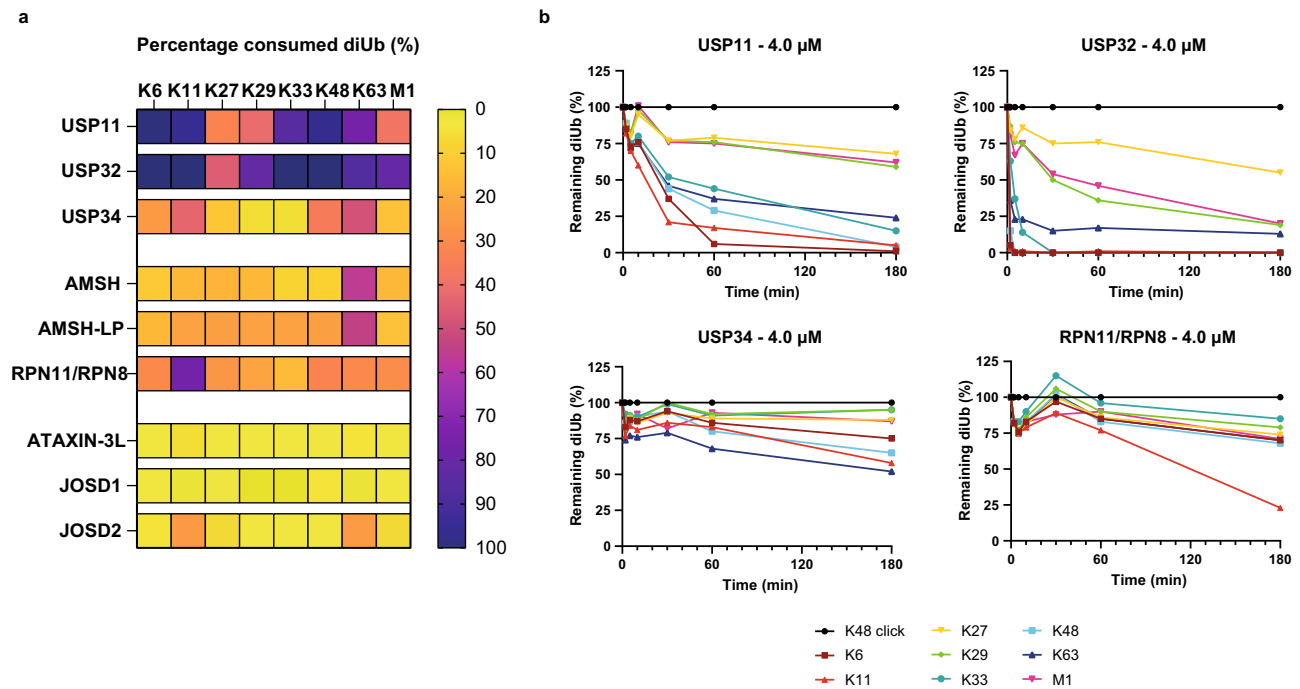 a
Percentage consumed diUb (%)
K6 K11 K27 K29 K33 K48 K63 M1
USP11
USP32
USP34
AMSH
AMSH-LP
RPN11/RPN8
ATAXIN-3L
JOSD1
JOSD2
0
10
20
30
40
50
60
70
80
90
100
b
USP11 - 4.0 µM
Remaining diUb (%)
125
100
75
50
25
0
0 60 120 180
Time (min)
USP32 - 4.0 µM
Remaining diUb (%)
125
100
75
50
25
0
0 60 120 180
Time (min)
USP34 - 4.0 µM
Remaining diUb (%)
125
100
75
50
25
0
0 60 120 180
Time (min)
RPN11/RPN8 - 4.0 µM
Remaining diUb (%)
125
100
75
50
25
0
0 60 120 180
Time (min)
K48 click
K6
K11
K27
K29
K33
K48
K63
M1